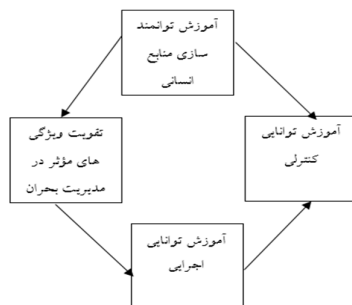 آموزش توانمند
سازی منابع
انسانی
آموزش توانایی
کنترلی
تقویت ویژگی
های مؤثر در
مدیریت بحران
آموزش توانایی
اجرایی